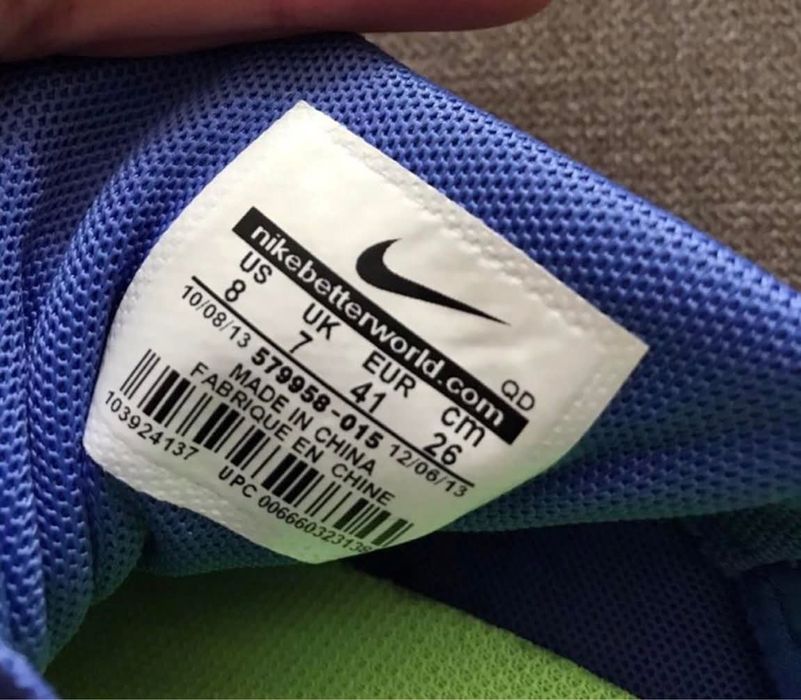 nikebetterworld.com QD
US UK EUR cm
8 7 41 26
10/08/13 579958-015 12/06/13
MADE IN CHINA
FABRIQUE EN CHINE
103924137
UPC 00666032313